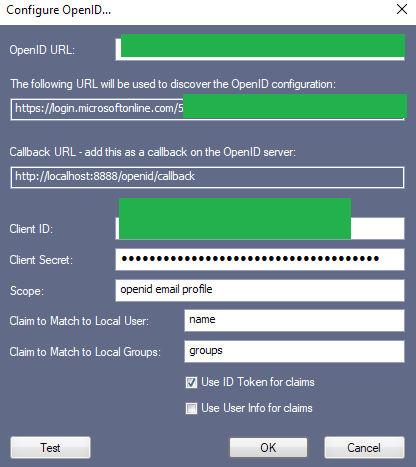 Configure OpenID...
OpenID URL:
The following URL will be used to discover the OpenID configuration:
https://login.microsoftonline.com/5
Callback URL - add this as a callback on the OpenID server:
http://localhost:8888/openid/callback
Client ID:
Client Secret: ●●●●●●●●●●●●●●●●●●●●●●●●●●●●●●●●●●●●●
Scope: openid email profile
Claim to Match to Local User: name
Claim to Match to Local Groups: groups
Use ID Token for claims
Use User Info for claims
Test OK Cancel